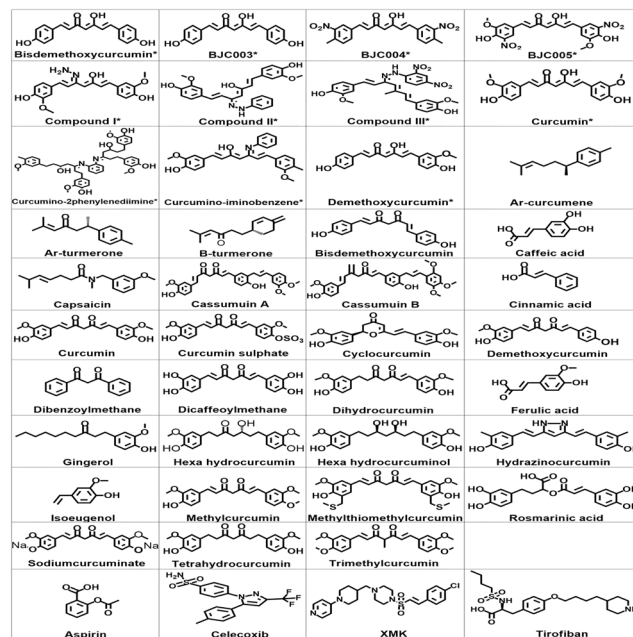 Bisdemethoxycurcumin* BJC003* BJC004* BJC005*
Compound I* Compound II* Compound III* Curcumin*
Curcumino-2phenylenediimine* Curcumino-iminobenzene* Demethoxycurcumin* Ar-curcumene
Ar-turmerone B-turmerone Bisdemethoxycurcumin Caffeic acid
Capsaicin Cassumuin A Cassumuin B Cinnamic acid
Curcumin Curcumin sulphate Cyclocurcumin Demethoxycurcumin
Dibenzoylmethane Dicaffeoylmethane Dihydrocurcumin Ferulic acid
Gingerol Hexa hydrocurcumin Hexa hydrocurcuminol Hydrazinocurcumin
Isoeugenol Methylcurcumin Methylthiomethylcurcumin Rosmarinic acid
Sodiumcurcuminate Tetrahydrocurcumin Trimethylcurcumin
Aspirin Celecoxib XMK Tirofiban